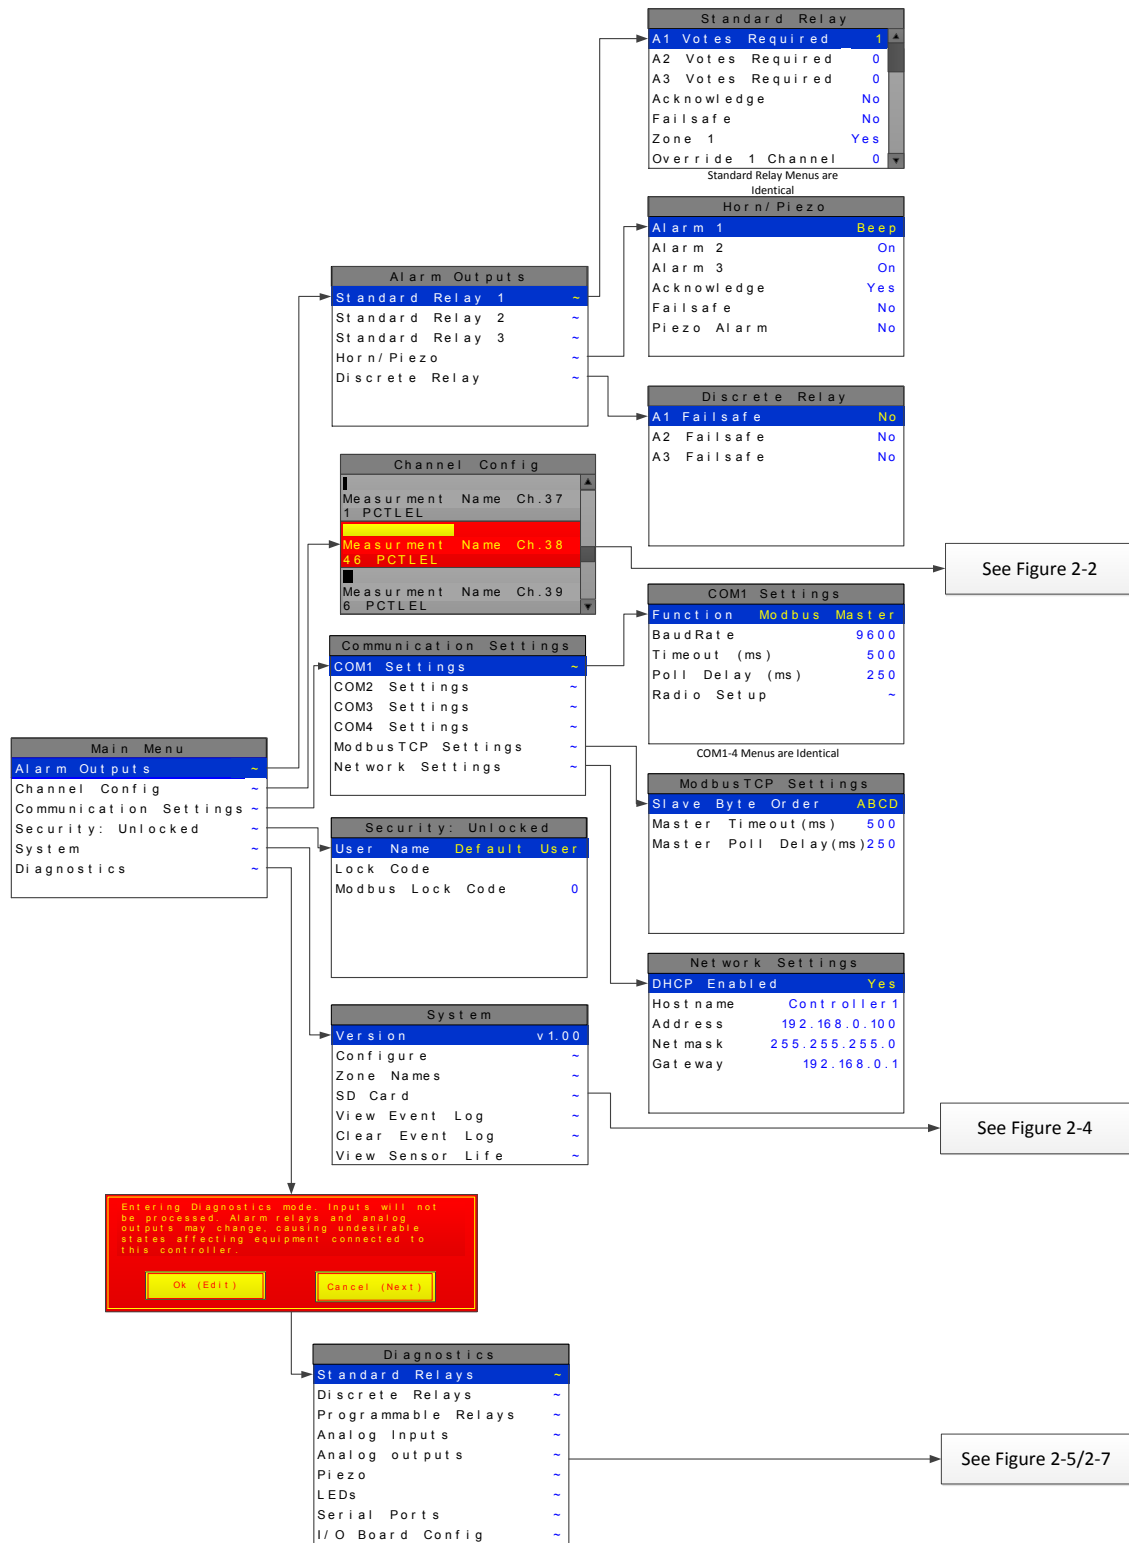 Standard Relay
A1 Votes Required 1
A2 Votes Required 0
A3 Votes Required 0
Acknowledge No
Failsafe No
Zone 1 Yes
Override 1 Channel 0
Standard Relay Menus are
Identical
Horn/Piezo
Alarm 1 Beep
Alarm 2 On
Alarm 3 On
Acknowledge Yes
Failsafe No
Piezo Alarm No
Alarm Outputs
Standard Relay 1 ~
Standard Relay 2 ~
Standard Relay 3 ~
Horn/Piezo ~
Discrete Relay ~
Discrete Relay
A1 Failsafe No
A2 Failsafe No
A3 Failsafe No
Channel Config
Measurment Name Ch.37
1 PCTLEL
Measurment Name Ch.38
46 PCTLEL
Measurment Name Ch.39
6 PCTLEL
See Figure 2-2
COM1 Settings
Function Modbus Master
BaudRate 9600
Timeout (ms) 500
Poll Delay (ms) 250
Radio Setup ~
COM1-4 Menus are Identical
Communication Settings
COM1 Settings ~
COM2 Settings ~
COM3 Settings ~
COM4 Settings ~
ModbusTCP Settings ~
Network Settings ~
Main Menu
Alarm Outputs ~
Channel Config ~
Communication Settings ~
Security: Unlocked ~
System ~
Diagnostics ~
ModbusTCP Settings
Slave Byte Order ABCD
Master Timeout(ms) 500
Master Poll Delay(ms) 250
Security: Unlocked
User Name Default User
Lock Code
Modbus Lock Code 0
Network Settings
DHCP Enabled Yes
Hostname Controller1
Address 192.168.0.100
Netmask 255.255.255.0
Gateway 192.168.0.1
System
Version v1.00
Configure ~
Zone Names ~
SD Card ~
View Event Log ~
Clear Event Log ~
View Sensor Life ~
See Figure 2-4
Entering Diagnostics mode. Inputs will not
be processed. Alarm relays and analog
outputs may change, causing undesirable
states affecting equipment connected to
this controller.
Ok (Edit)
Cancel (Next)
Diagnostics
Standard Relays ~
Discrete Relays ~
Programmable Relays ~
Analog Inputs ~
Analog outputs ~
Piezo ~
LEDs ~
Serial Ports ~
I/O Board Config ~
See Figure 2-5/2-7